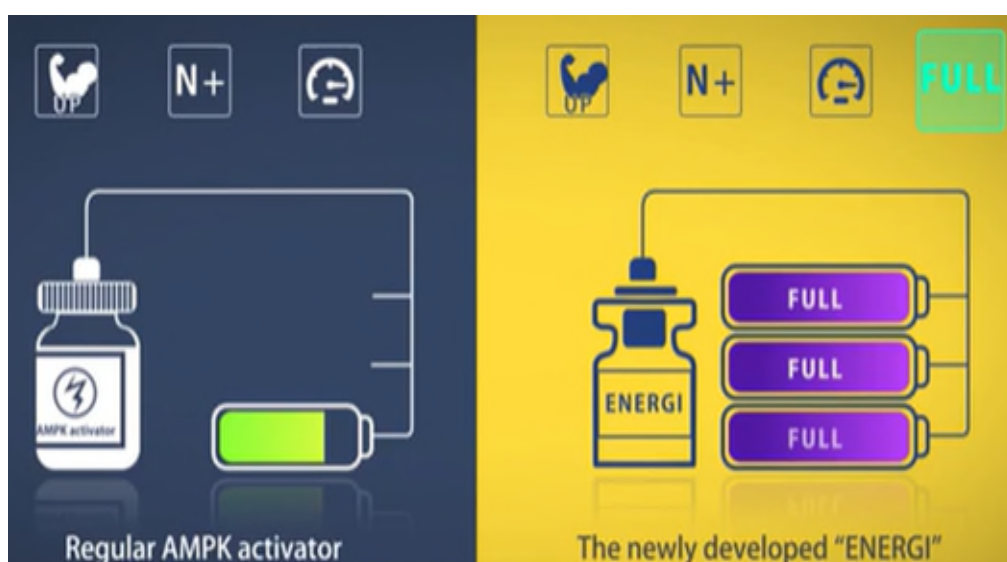 UP
N+
UP
N+
FULL
AMPK activator
ENERGI
FULL
FULL
FULL
Regular AMPK activator
The newly developed “ENERGI”